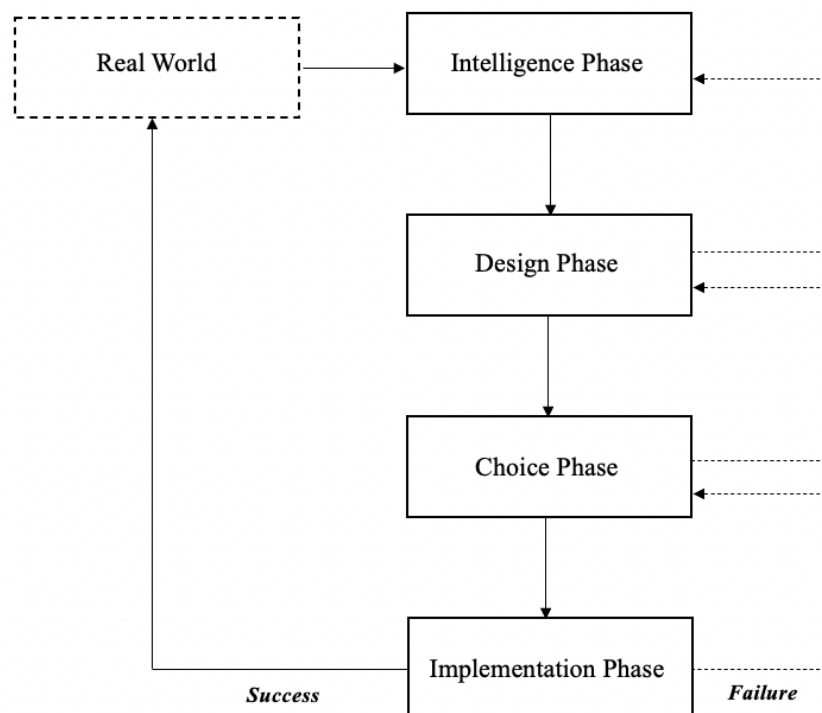 Real World
Intelligence Phase
Design Phase
Choice Phase
Implementation Phase
Success
Failure